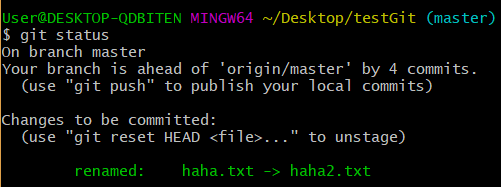 User@DESKTOP-QDBITEN MINGW64 ~/Desktop/testGit (master)
$ git status
On branch master
Your branch is ahead of 'origin/master' by 4 commits.
  (use "git push" to publish your local commits)

Changes to be committed:
  (use "git reset HEAD <file>..." to unstage)

        renamed:    haha.txt -> haha2.txt